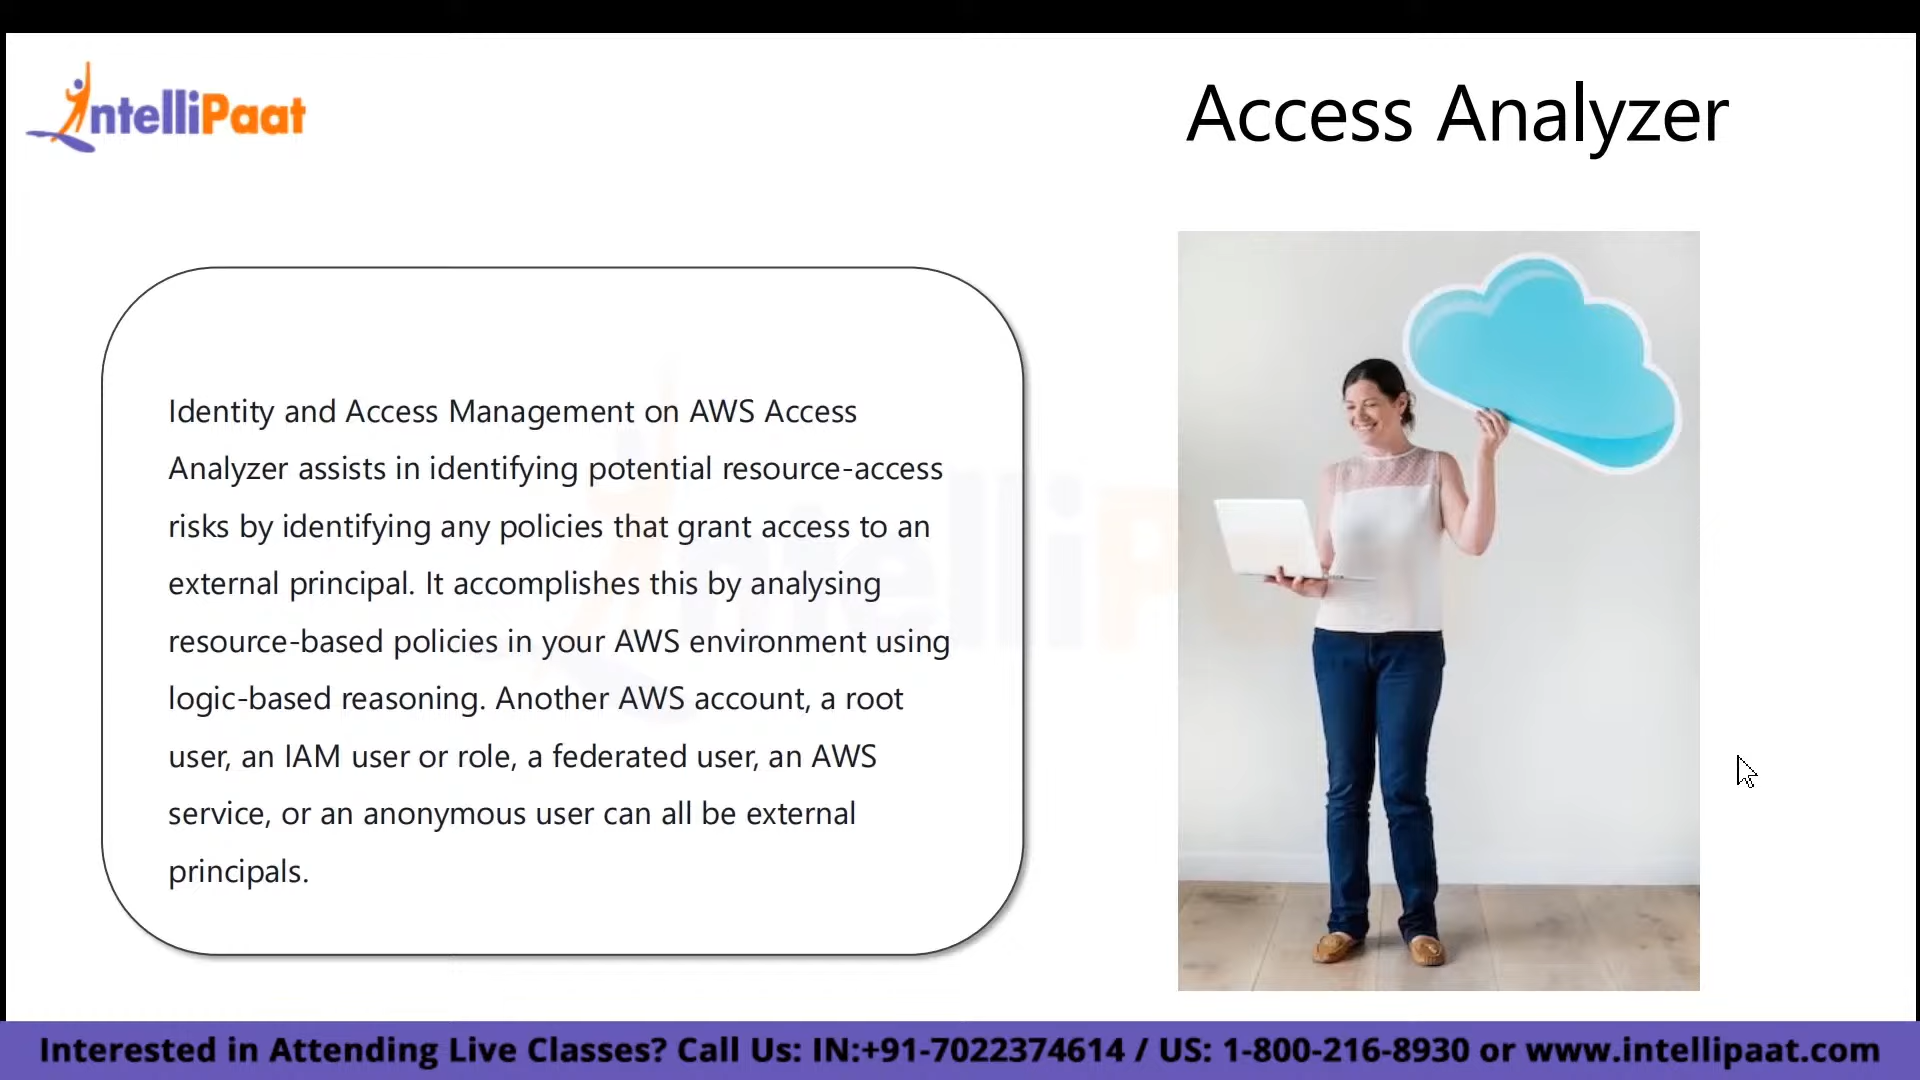 IntelliPaat
Access Analyzer
Identity and Access Management on AWS Access
Analyzer assists in identifying potential resource-access
risks by identifying any policies that grant access to an
external principal. It accomplishes this by analysing
resource-based policies in your AWS environment using
logic-based reasoning. Another AWS account, a root
user, an IAM user or role, a federated user, an AWS
service, or an anonymous user can all be external
principals.
Interested in Attending Live Classes? Call Us: IN:+91-7022374614 / US: 1-800-216-8930 or www.intellipaat.com